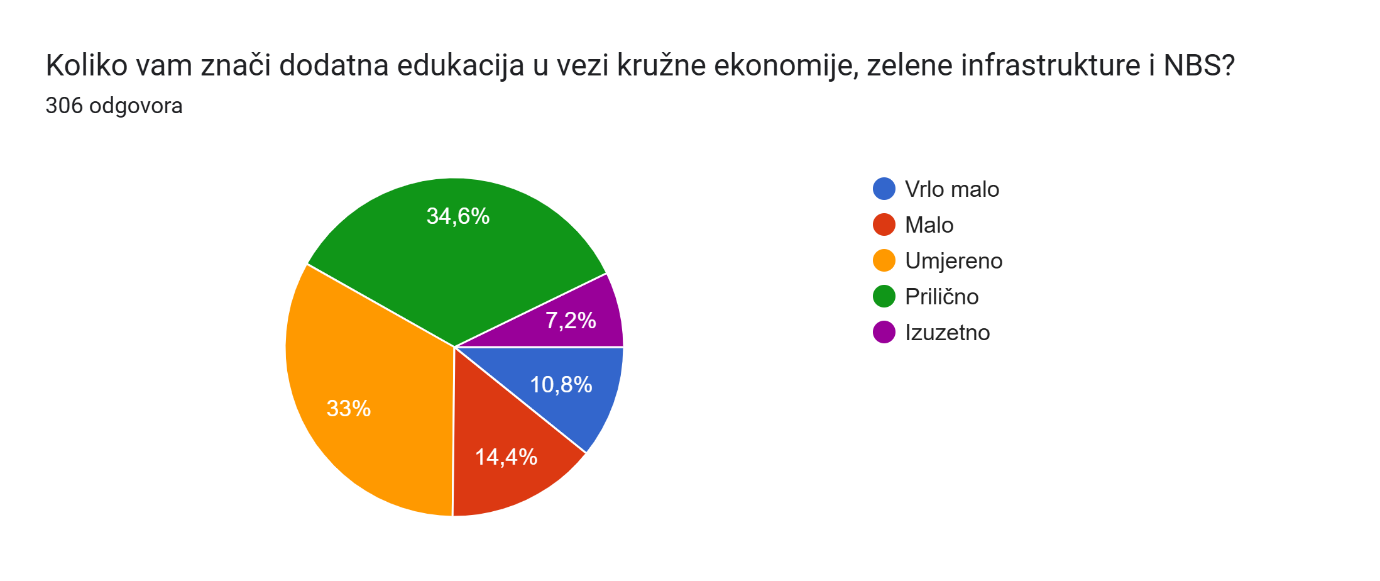 Koliko vam znači dodatna edukacija u vezi kružne ekonomije, zelene infrastrukture i NBS?
306 odgovora
34,6%
7,2%
10,8%
33%
14,4%
Vrlo malo
Malo
Umjereno
Prilično
Izuzetno